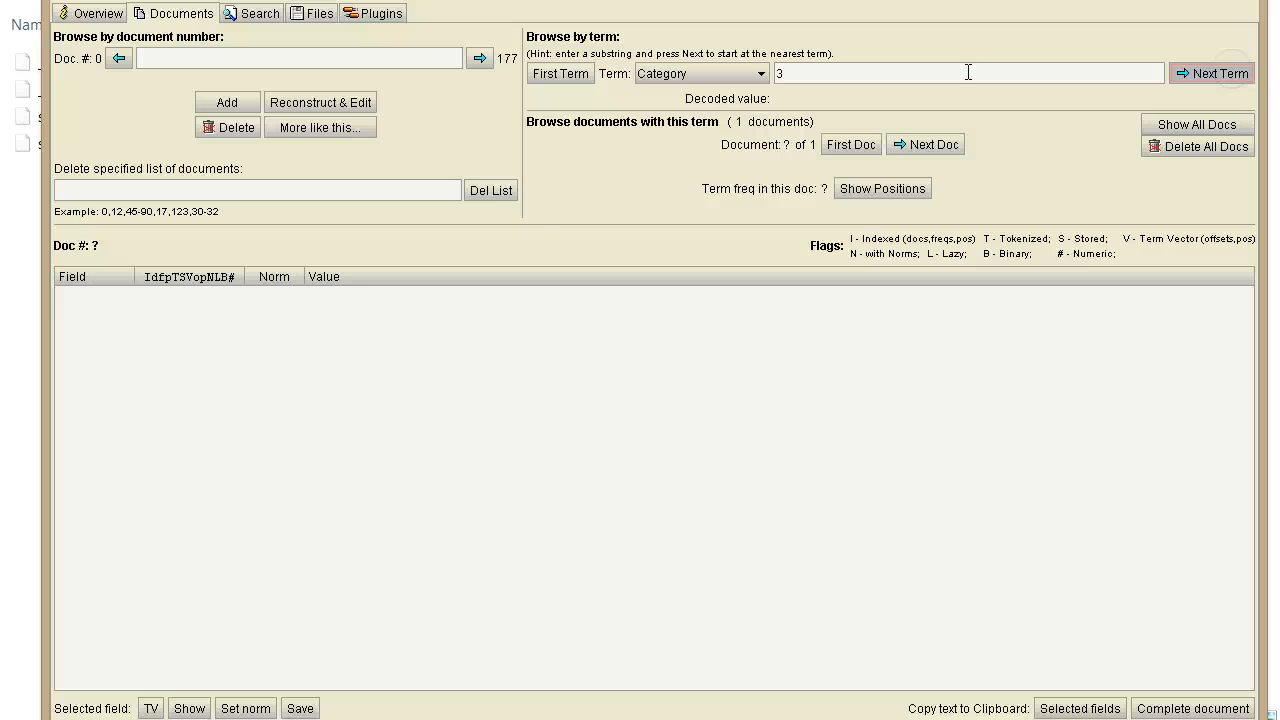 Nam
Overview Documents Search Files Plugins
Browse by document number:
Doc. #: 0 177
Add Reconstruct & Edit
Delete More like this...
Delete specified list of documents:
Del List
Example: 0,12,45-90,17,123,30-32
Browse by term:
(Hint: enter a substring and press Next to start at the nearest term).
First Term Term: Category 3 Next Term
Decoded value:
Browse documents with this term ( 1 documents)
Show All Docs
Document: ? of 1 First Doc Next Doc
Delete All Docs
Term freq in this doc: ? Show Positions
Doc #: ?
Flags: I - Indexed (docs,freqs,pos) T - Tokenized; S - Stored; V - Term Vector (offsets,pos)
N - with Norms; L - Lazy; B - Binary; # - Numeric;
Field IdfpTSVopNLB# Norm Value
Selected field: TV Show Set norm Save Copy text to Clipboard: Selected fields Complete document